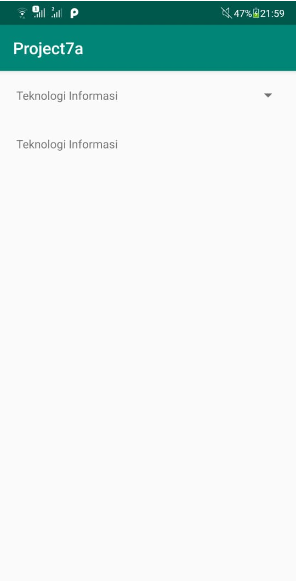 47% 21:59
Project7a
Teknologi Informasi
Teknologi Informasi